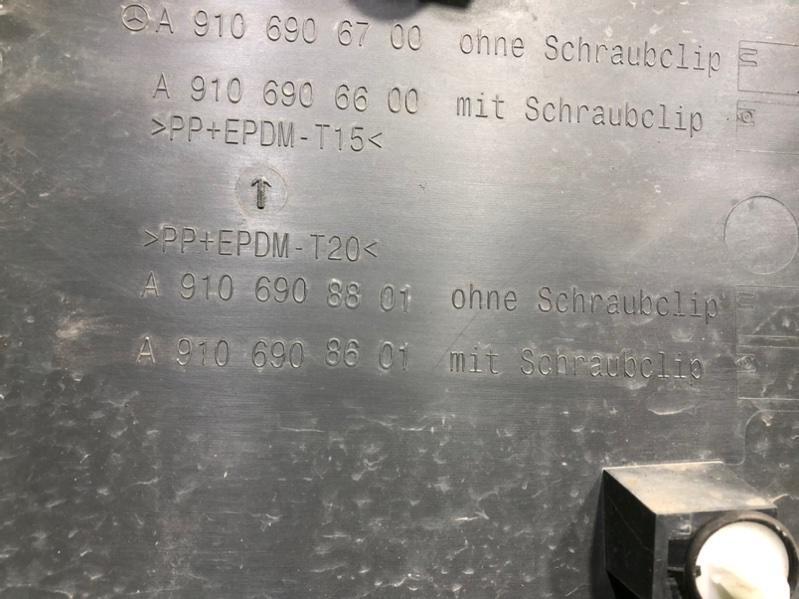 A 910 690 67 00 ohne Schraubclip
A 910 690 66 00 mit Schraubclip
>PP+EPDM-T15<
>PP+EPDM-T20<
A 910 690 88 01 ohne Schraubclip
A 910 690 86 01 mit Schraubclip